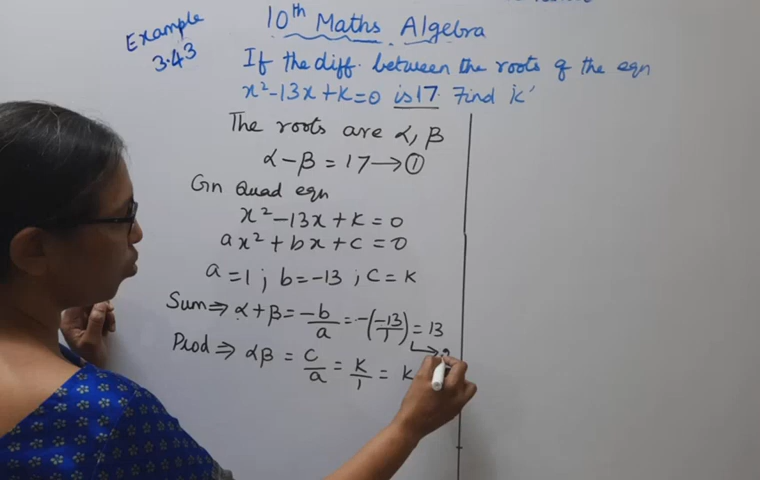 Example
3.43
10th Maths Algebra
If the diff. between the roots of the eqn
x²-13x+k=0 is 17. Find 'k'
The roots are α, β
α-β = 17 → ①
Gn Quad eqn
x²-13x+k=0
ax²+bx+c=0
a=1 ; b=-13 ; c=k
Sum ⇒ α+β = -b/a = -(-13/1) = 13
Prod ⇒ αβ = c/a = k/1 = k